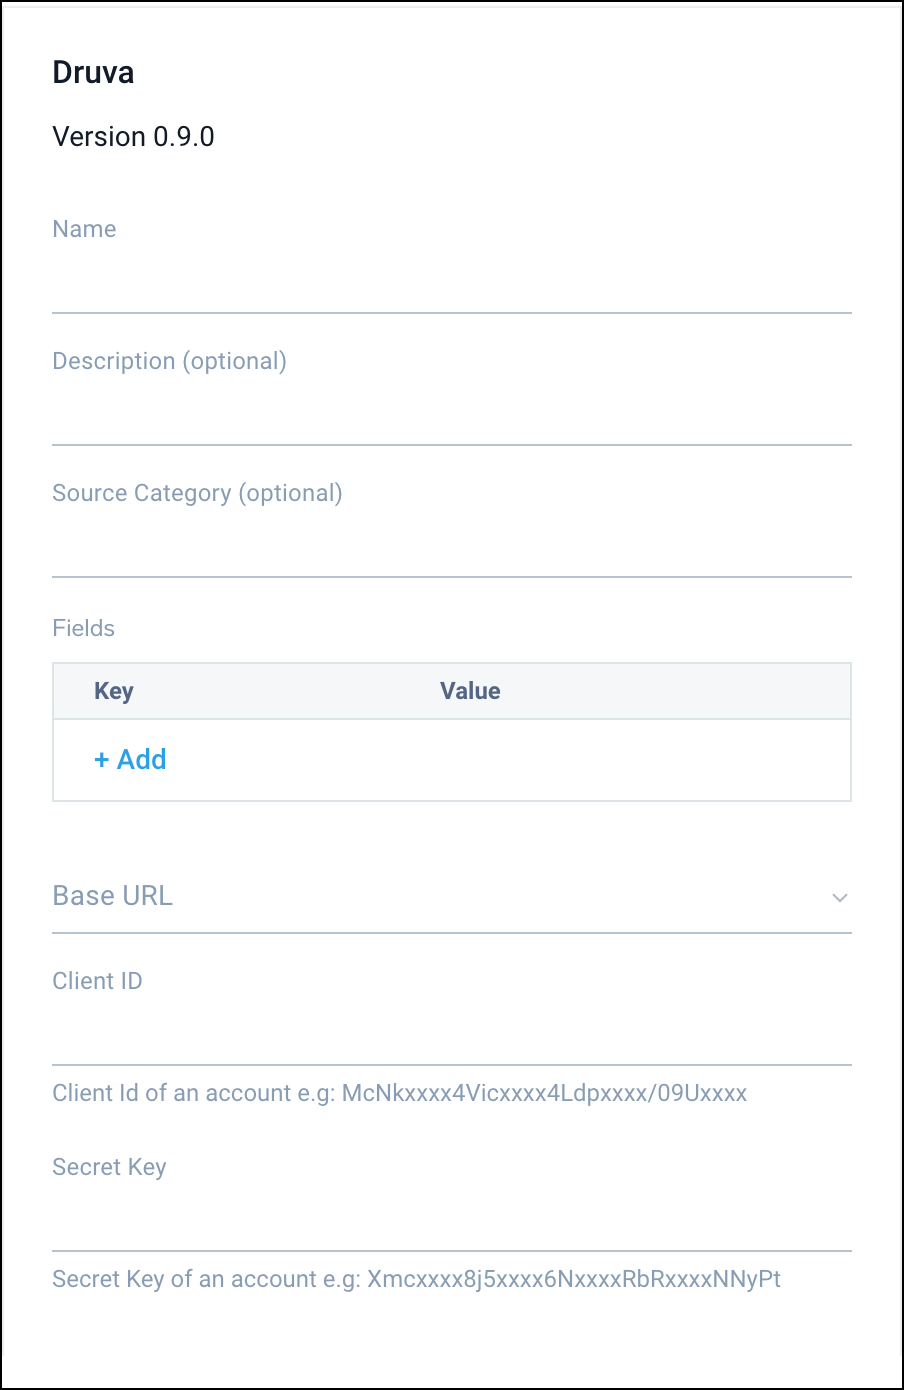 Druva
Version 0.9.0
Name
Description (optional)
Source Category (optional)
Fields
Key Value
+ Add
Base URL
Client ID
Client Id of an account e.g: McNkxxxx4Vicxxxx4Ldpxxxx/09Uxxxx
Secret Key
Secret Key of an account e.g: Xmcxxxx8j5xxxx6NxxxxRbRxxxxNNyPt